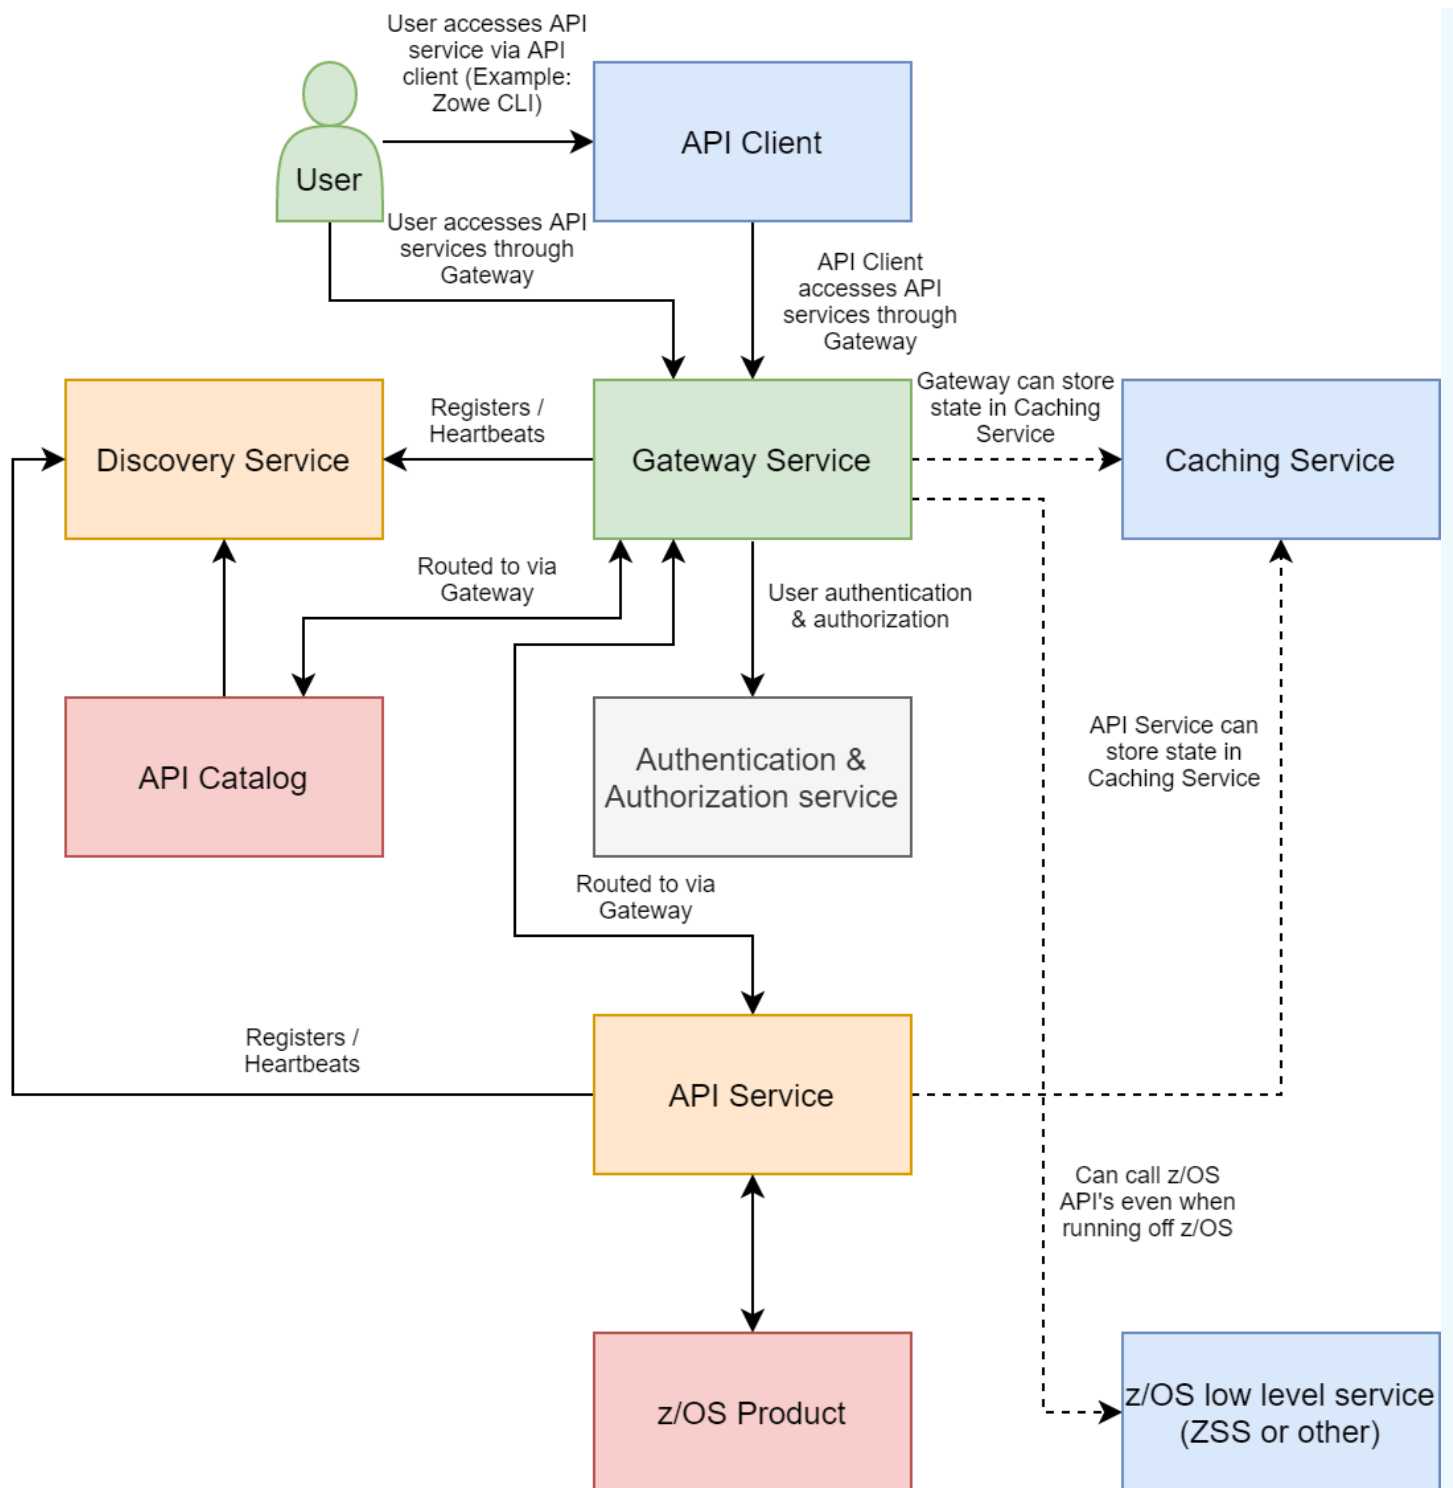 User accesses API
service via API
client (Example:
Zowe CLI)
API Client
User
User accesses API
services through
Gateway
API Client
accesses API
services through
Gateway
Discovery Service
Registers /
Heartbeats
Gateway Service
Gateway can store
state in Caching
Service
Caching Service
Routed to via
Gateway
User authentication
& authorization
API Catalog
Authentication &
Authorization service
API Service can
store state in
Caching Service
Routed to via
Gateway
Registers /
Heartbeats
API Service
Can call z/OS
API's even when
running off z/OS
z/OS Product
z/OS low level service
(ZSS or other)